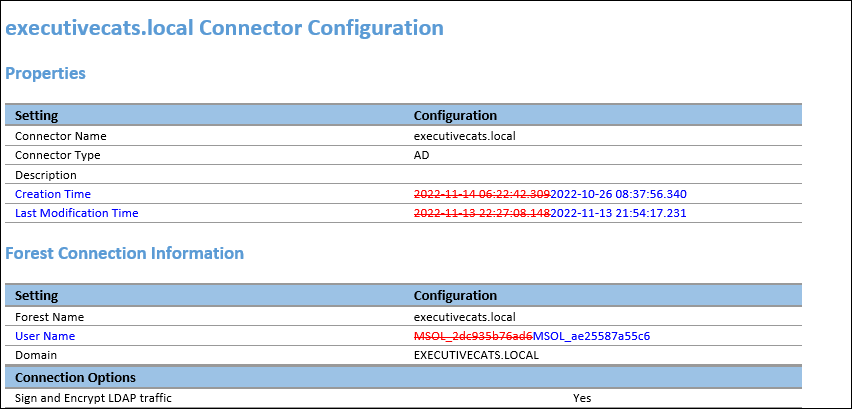 executivecats.local Connector Configuration
Properties
Setting Configuration
Connector Name executivecats.local
Connector Type AD
Description
Creation Time 2022-11-14 06:22:42.3092022-10-26 08:37:56.340
Last Modification Time 2022-11-13 22:27:08.1482022-11-13 21:54:17.231
Forest Connection Information
Setting Configuration
Forest Name executivecats.local
User Name MSOL_2dc935b76ad6MSOL_ae25587a55c6
Domain EXECUTIVECATS.LOCAL
Connection Options
Sign and Encrypt LDAP traffic Yes